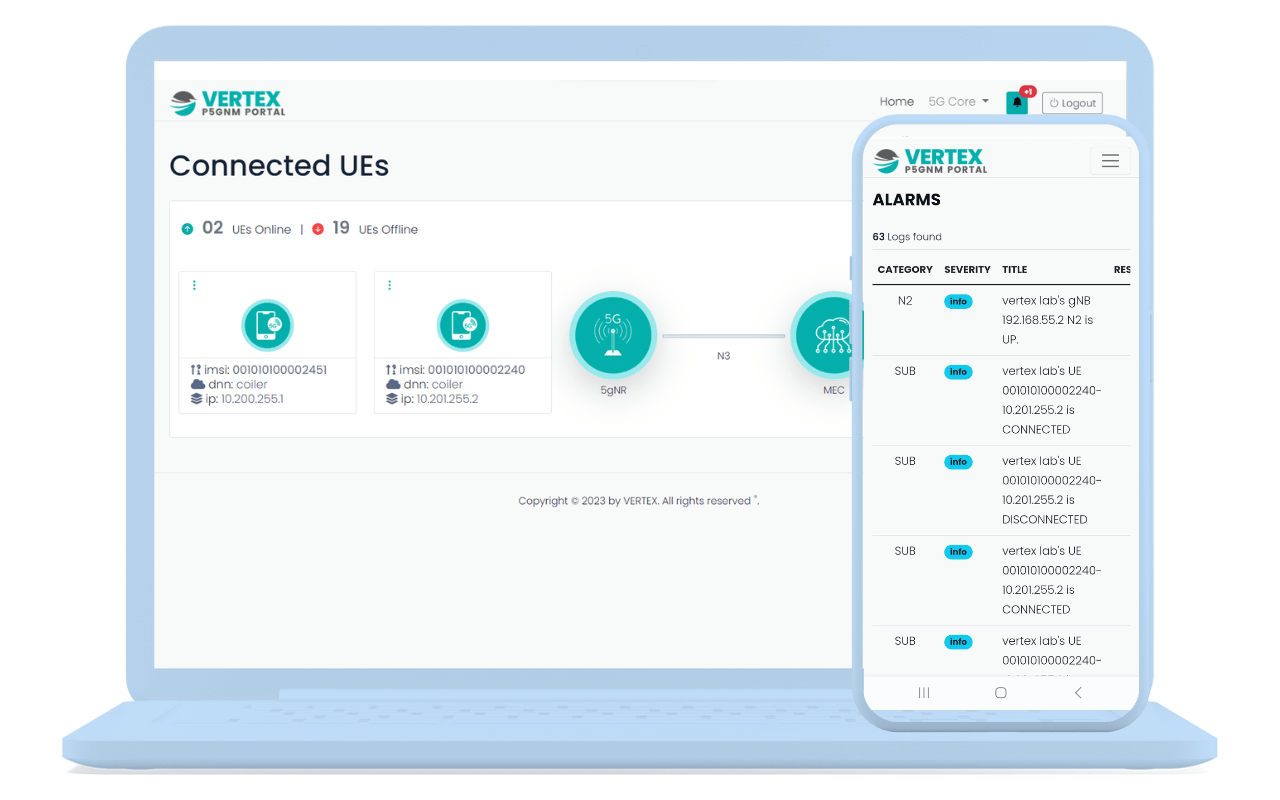 VERTEX
P5GNM PORTAL
Home 5G Core +1 Logout
Connected UEs
02 UEs Online | 19 UEs Offline
imsi: 001010100002451
dnn: coiler
ip: 10.200.255.1
imsi: 001010100002240
dnn: coiler
ip: 10.201.255.2
5G
5gNR
N3
MEC
Copyright © 2023 by VERTEX. All rights reserved ".
VERTEX
P5GNM PORTAL
ALARMS
63 Logs found
CATEGORY SEVERITY TITLE RES
N2 info vertex lab's gNB
192.168.55.2 N2 is
UP.
SUB info vertex lab's UE
001010100002240-
10.201.255.2 is
CONNECTED
SUB info vertex lab's UE
001010100002240-
10.201.255.2 is
DISCONNECTED
SUB info vertex lab's UE
001010100002240-
10.201.255.2 is
CONNECTED
SUB info vertex lab's UE
001010100002240-